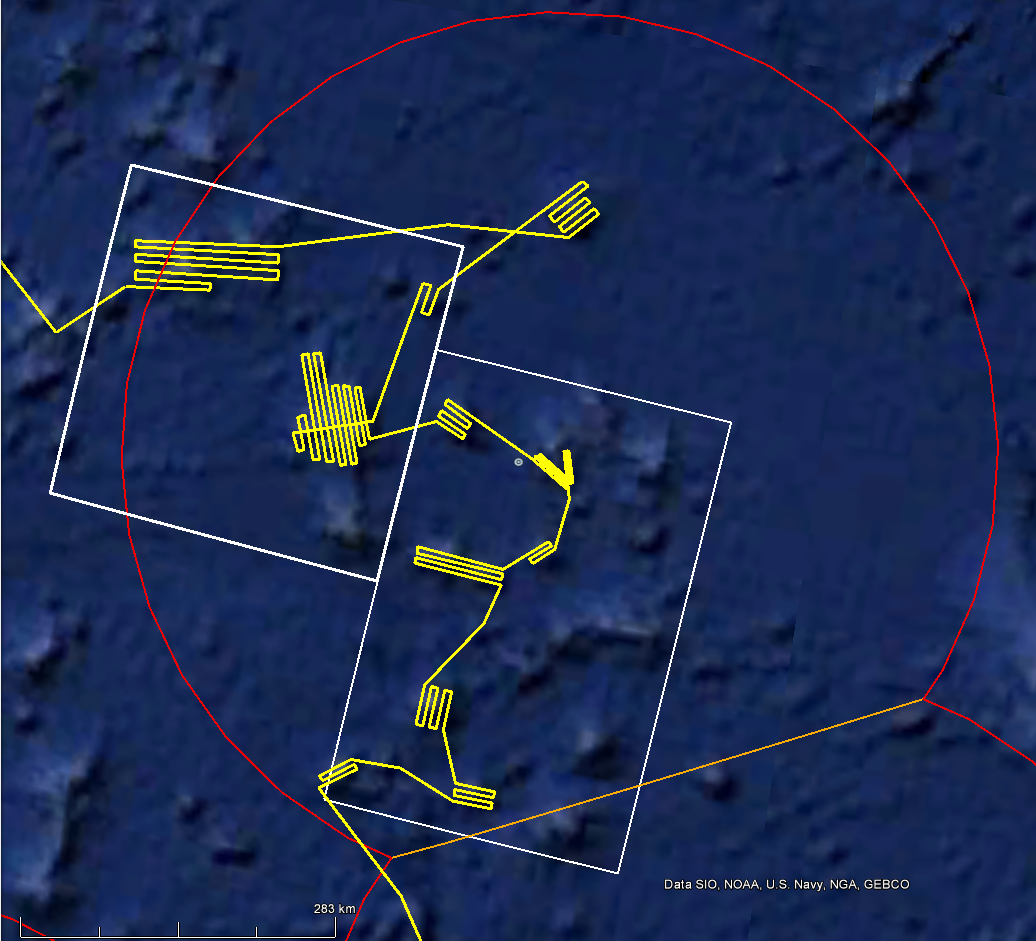 Data SIO, NOAA, U.S. Navy, NGA, GEBCO
283 km